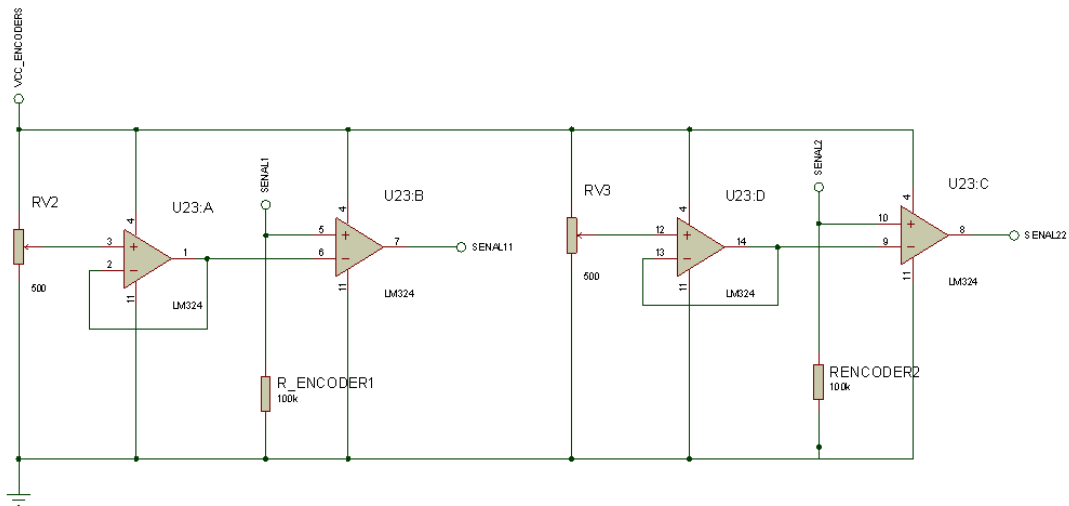 VCC_ENCODERS
RV2
500
U23:A
4
3
2
1
11
LM324
SENAL1
R_ENCODER1
100k
U23:B
4
5
6
7
11
LM324
SENAL11
RV3
500
U23:D
4
12
13
14
11
LM324
SENAL2
RENCODER2
100k
U23:C
4
10
9
8
11
LM324
SENAL22